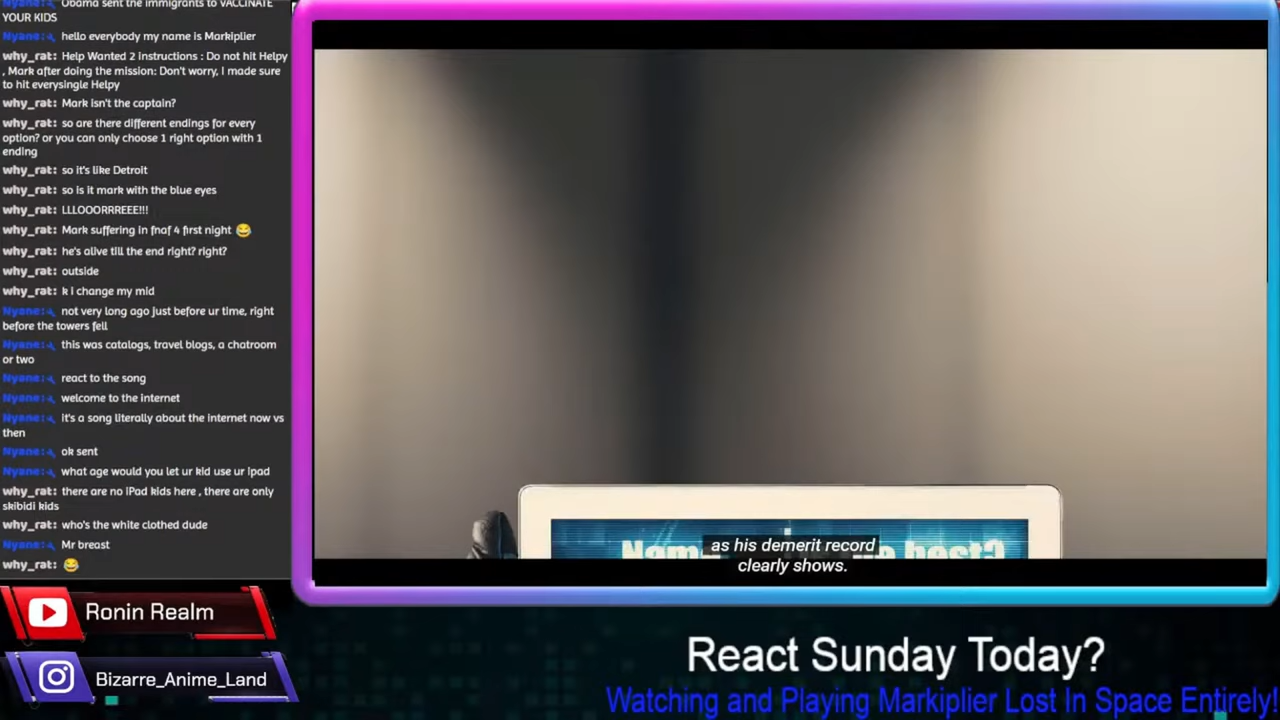 Nyane: Obama sent the immigrants to VACCINATE
YOUR KIDS
Nyane: hello everybody my name is Markiplier
why_rat: Help Wanted 2 instructions : Do not hit Helpy
, Mark after doing the mission: Don't worry, I made sure
to hit everysingle Helpy
why_rat: Mark isn't the captain?
why_rat: so are there different endings for every
option? or you can only choose 1 right option with 1
ending
why_rat: so it's like Detroit
why_rat: so is it mark with the blue eyes
why_rat: LLLOOORRREEE!!!
why_rat: Mark suffering in fnaf 4 first night 😂
why_rat: he's alive till the end right? right?
why_rat: outside
why_rat: k i change my mid
Nyane: not very long ago just before ur time, right
before the towers fell
Nyane: this was catalogs, travel blogs, a chatroom
or two
Nyane: react to the song
Nyane: welcome to the internet
Nyane: it's a song literally about the internet now vs
then
Nyane: ok sent
Nyane: what age would you let ur kid use ur ipad
why_rat: there are no iPad kids here , there are only
skibidi kids
why_rat: who's the white clothed dude
Nyane: Mr breast
why_rat: 😂
as his demerit record
clearly shows.
Ronin Realm
Bizarre_Anime_Land
React Sunday Today?
Watching and Playing Markiplier Lost In Space Entirely!